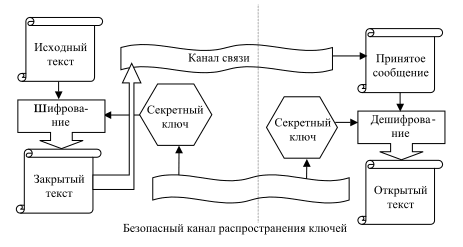 Исходный
текст
Шифрова-
ние
Закрытый
текст
Канал связи
Секретный
ключ
Секретный
ключ
Принятое
сообщение
Дешифрова-
ние
Открытый
текст
Безопасный канал распространения ключей